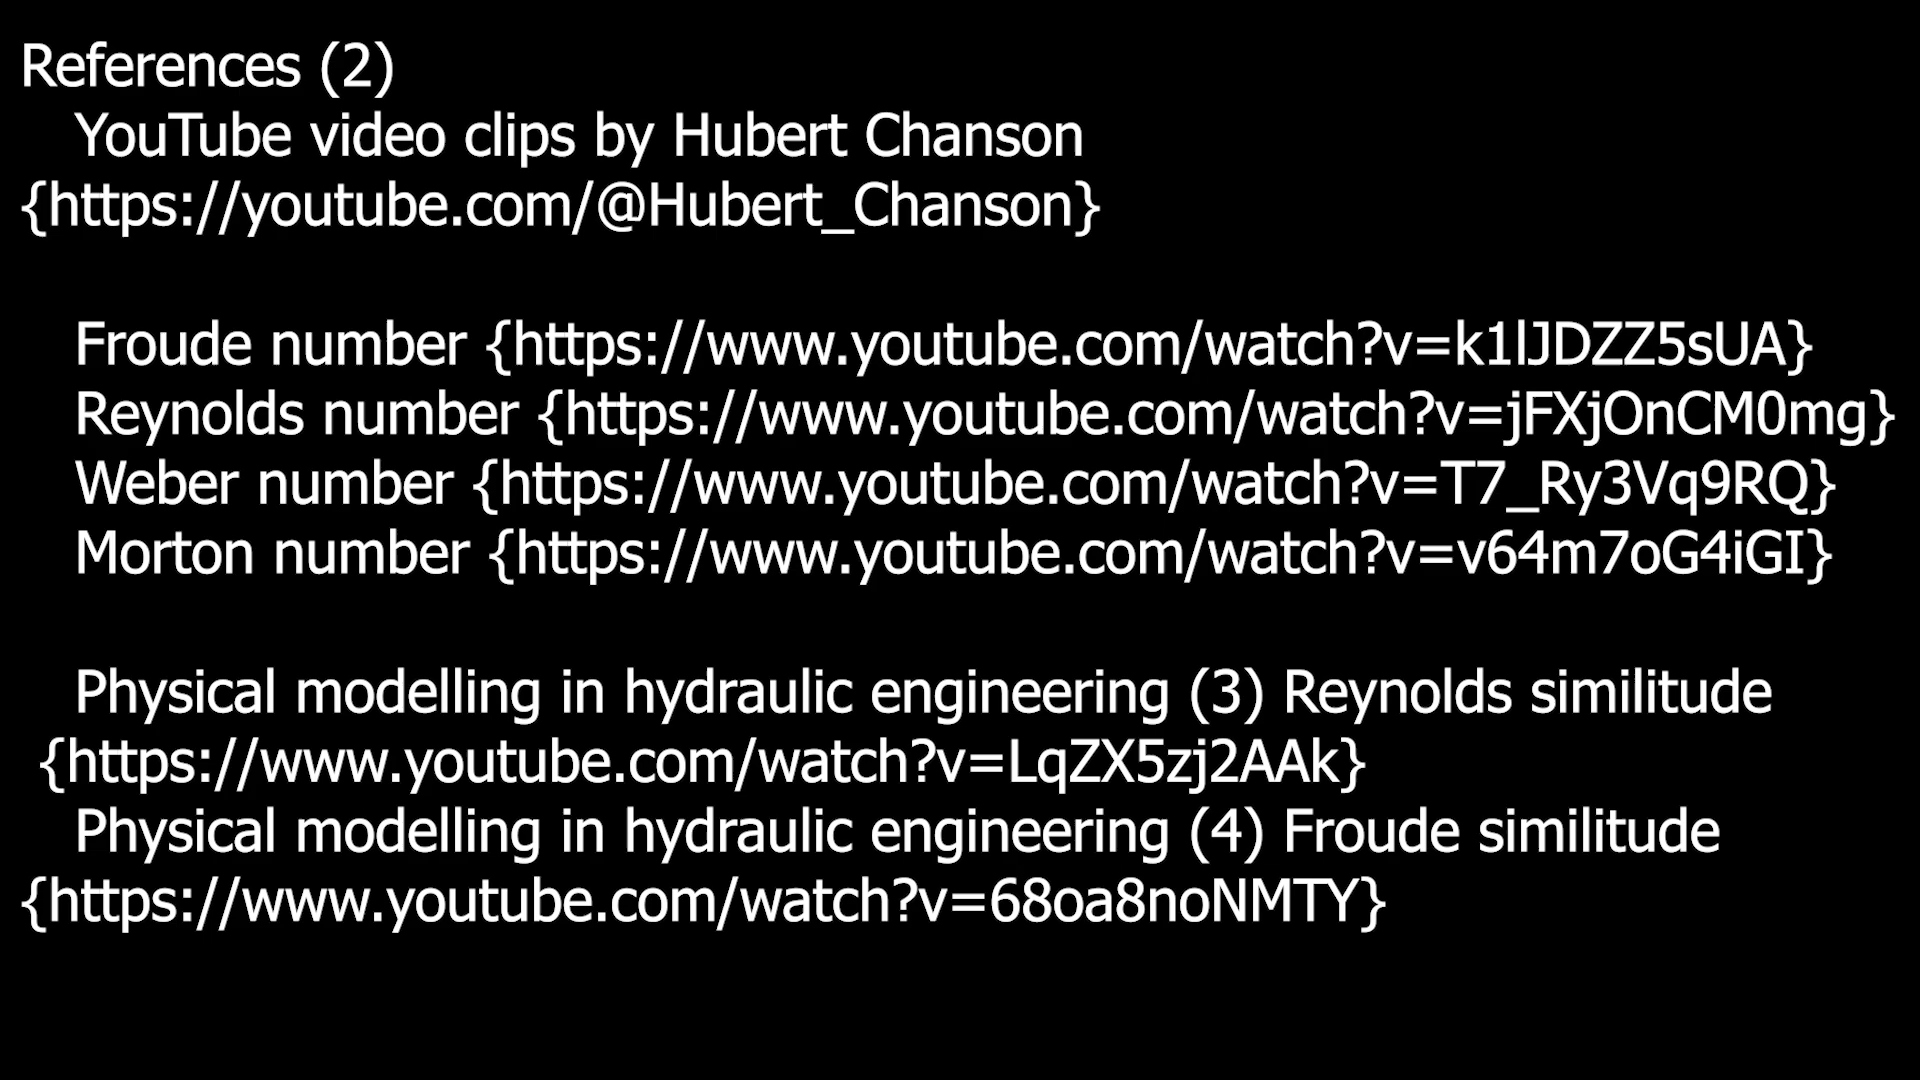 References (2)
YouTube video clips by Hubert Chanson
{https://youtube.com/@Hubert_Chanson}
Froude number {https://www.youtube.com/watch?v=k1lJDZZ5sUA}
Reynolds number {https://www.youtube.com/watch?v=jFXjOnCM0mg}
Weber number {https://www.youtube.com/watch?v=T7_Ry3Vq9RQ}
Morton number {https://www.youtube.com/watch?v=v64m7oG4iGI}
Physical modelling in hydraulic engineering (3) Reynolds similitude
{https://www.youtube.com/watch?v=LqZX5zj2AAk}
Physical modelling in hydraulic engineering (4) Froude similitude
{https://www.youtube.com/watch?v=68oa8noNMTY}